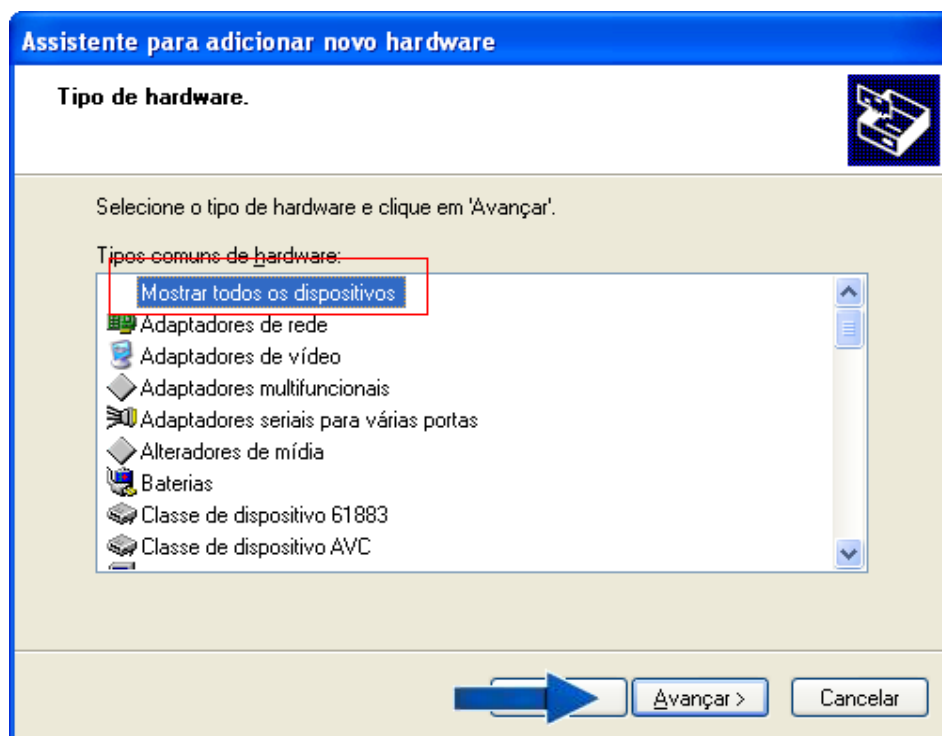 Assistente para adicionar novo hardware
Tipo de hardware.
Selecione o tipo de hardware e clique em 'Avançar'.
Tipos comuns de hardware:
Mostrar todos os dispositivos
Adaptadores de rede
Adaptadores de vídeo
Adaptadores multifuncionais
Adaptadores seriais para várias portas
Alteradores de mídia
Baterias
Classe de dispositivo 61883
Classe de dispositivo AVC
Avançar >
Cancelar